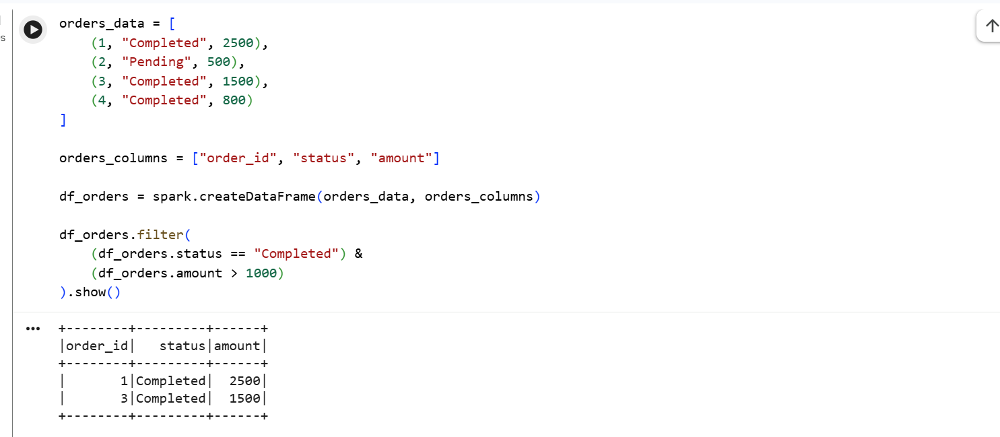 orders_data = [
    (1, "Completed", 2500),
    (2, "Pending", 500),
    (3, "Completed", 1500),
    (4, "Completed", 800)
]

orders_columns = ["order_id", "status", "amount"]

df_orders = spark.createDataFrame(orders_data, orders_columns)

df_orders.filter(
    (df_orders.status == "Completed") &
    (df_orders.amount > 1000)
).show()

+--------+---------+------+
|order_id|   status|amount|
+--------+---------+------+
|       1|Completed|  2500|
|       3|Completed|  1500|
+--------+---------+------+